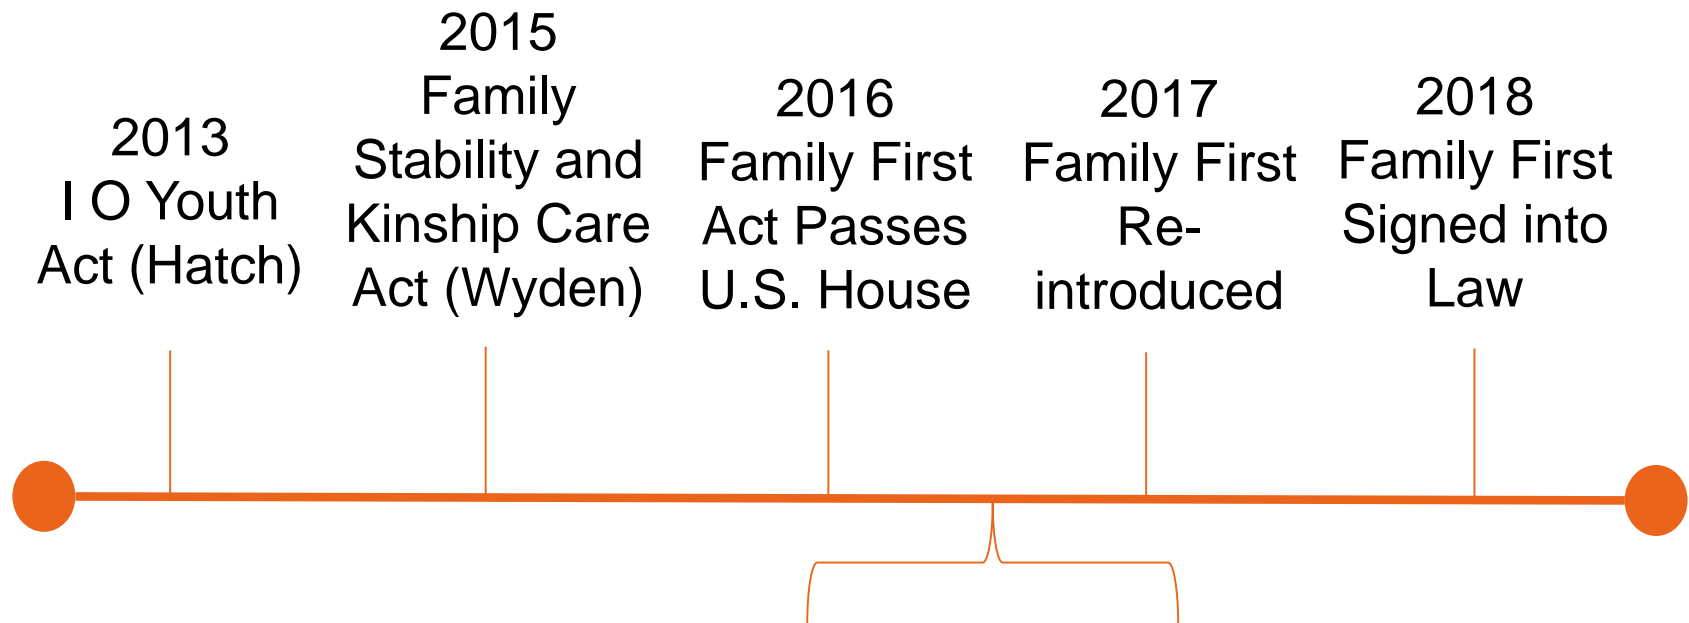 2013
I O Youth
Act (Hatch)
2015
Family
Stability and
Kinship Care
Act (Wyden)
2016
Family First
Act Passes
U.S. House
2017
Family First
Re-
introduced
2018
Family First
Signed into
Law